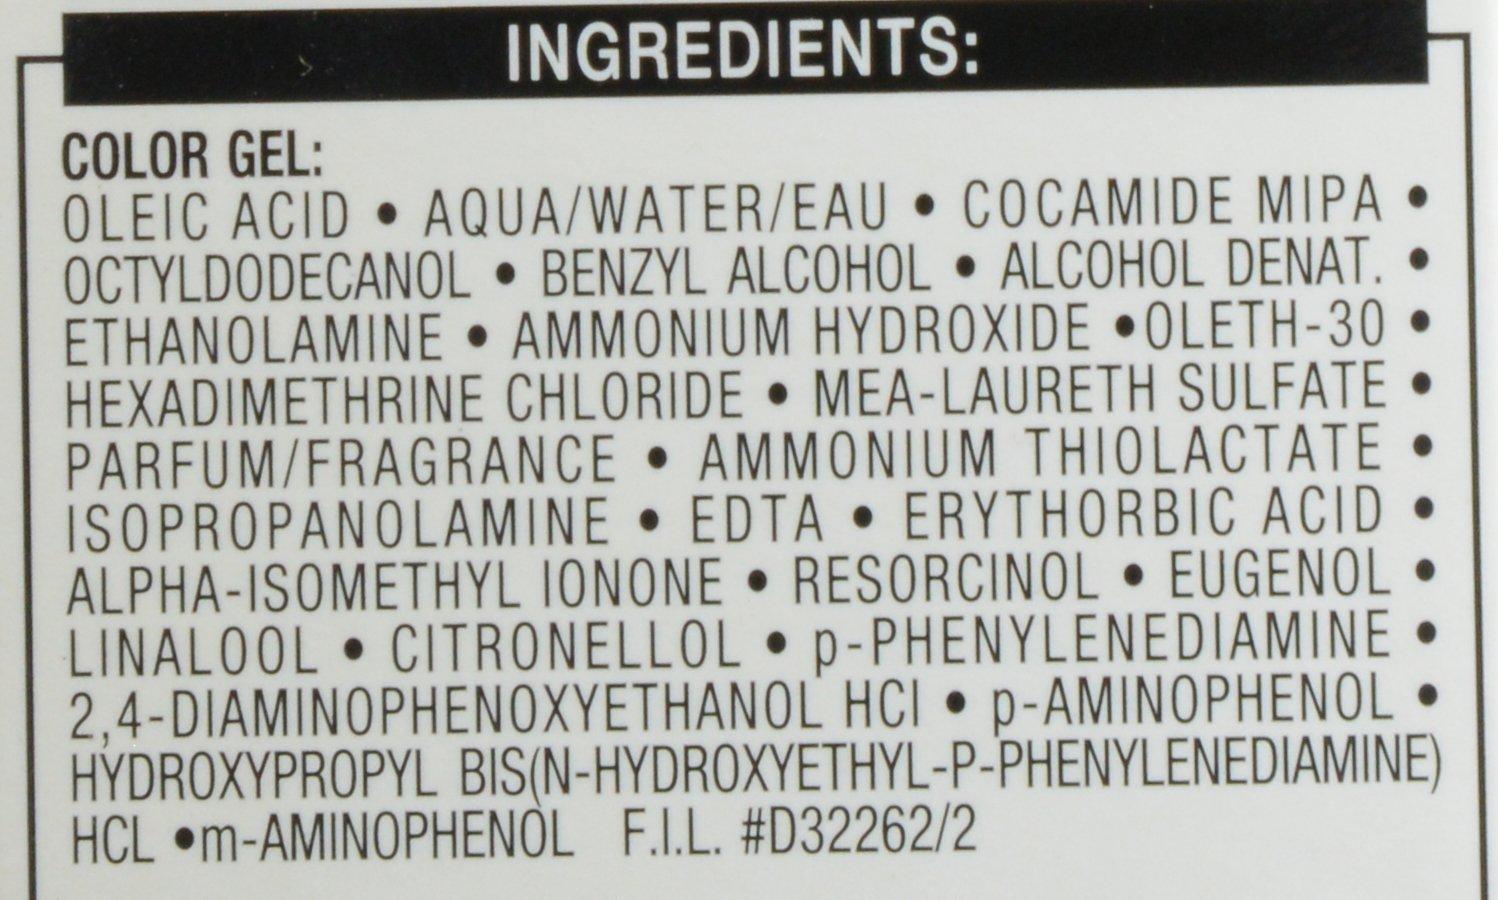 INGREDIENTS:
COLOR GEL:
OLEIC ACID • AQUA/WATER/EAU • COCAMIDE MIPA •
OCTYLDODECANOL • BENZYL ALCOHOL • ALCOHOL DENAT. •
ETHANOLAMINE • AMMONIUM HYDROXIDE •OLETH-30 •
HEXADIMETHRINE CHLORIDE • MEA-LAURETH SULFATE •
PARFUM/FRAGRANCE • AMMONIUM THIOLACTATE •
ISOPROPANOLAMINE • EDTA • ERYTHORBIC ACID •
ALPHA-ISOMETHYL IONONE • RESORCINOL • EUGENOL •
LINALOOL • CITRONELLOL • p-PHENYLENEDIAMINE •
2,4-DIAMINOPHENOXYETHANOL HCl • p-AMINOPHENOL •
HYDROXYPROPYL BIS(N-HYDROXYETHYL-P-PHENYLENEDIAMINE)
HCL •m-AMINOPHENOL F.I.L. #D32262/2